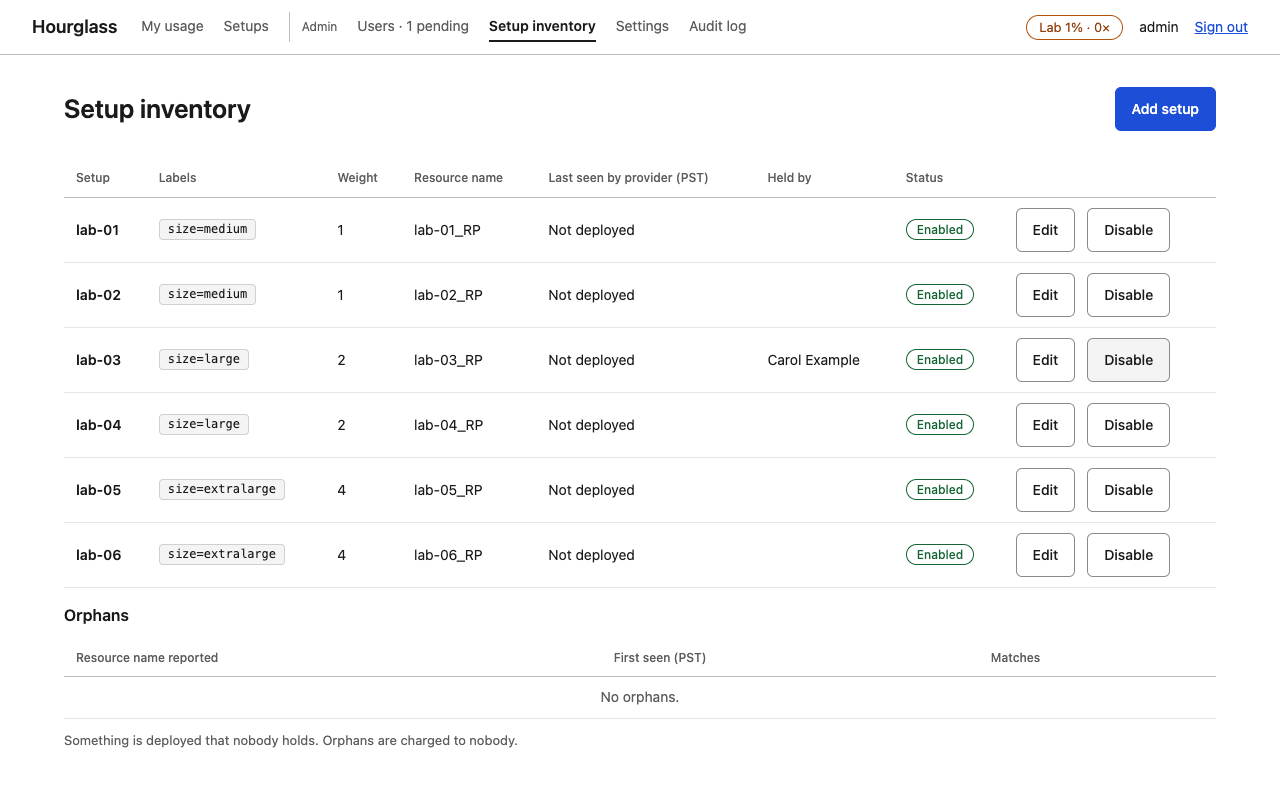 Hourglass My usage Setups Admin Users · 1 pending Setup inventory Settings Audit log Lab 1% · 0× admin Sign out
Setup inventory Add setup
Setup Labels Weight Resource name Last seen by provider (PST) Held by Status
lab-01 size=medium 1 lab-01_RP Not deployed Enabled Edit Disable
lab-02 size=medium 1 lab-02_RP Not deployed Enabled Edit Disable
lab-03 size=large 2 lab-03_RP Not deployed Carol Example Enabled Edit Disable
lab-04 size=large 2 lab-04_RP Not deployed Enabled Edit Disable
lab-05 size=extralarge 4 lab-05_RP Not deployed Enabled Edit Disable
lab-06 size=extralarge 4 lab-06_RP Not deployed Enabled Edit Disable
Orphans
Resource name reported First seen (PST) Matches
No orphans.
Something is deployed that nobody holds. Orphans are charged to nobody.